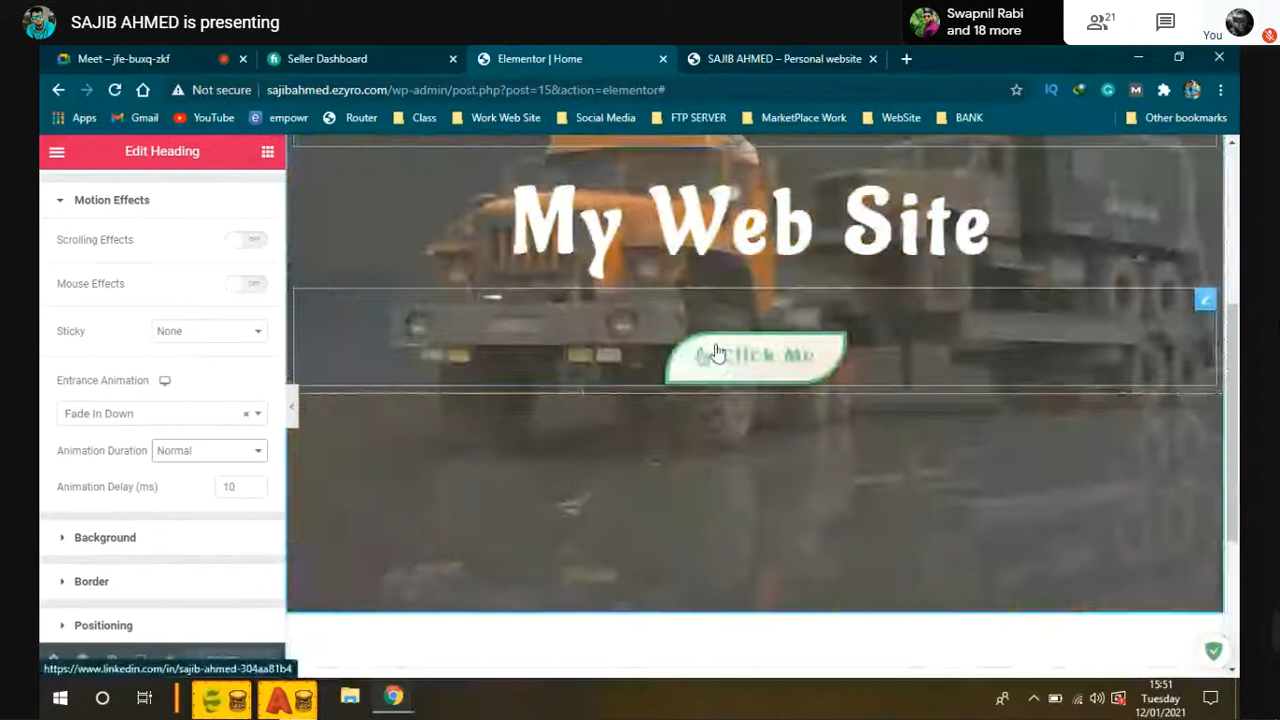 SAJIB AHMED is presenting
Swapnil Rabi
and 18 more
21
You
Meet – jfe-buxq-zkf
Seller Dashboard
Elementor | Home
SAJIB AHMED – Personal website
Not secure
sajibahmed.ezyro.com/wp-admin/post.php?post=15&action=elementor#
Apps
Gmail
YouTube
empowr
Router
Class
Work Web Site
Social Media
FTP SERVER
MarketPlace Work
WebSite
BANK
Other bookmarks
Edit Heading
Motion Effects
Scrolling Effects
OFF
Mouse Effects
OFF
Sticky
None
Entrance Animation
Fade In Down
Animation Duration
Normal
Animation Delay (ms)
10
Background
Border
Positioning
My Web Site
Click Me
https://www.linkedin.com/in/sajib-ahmed-304aa81b4
15:51
Tuesday
12/01/2021